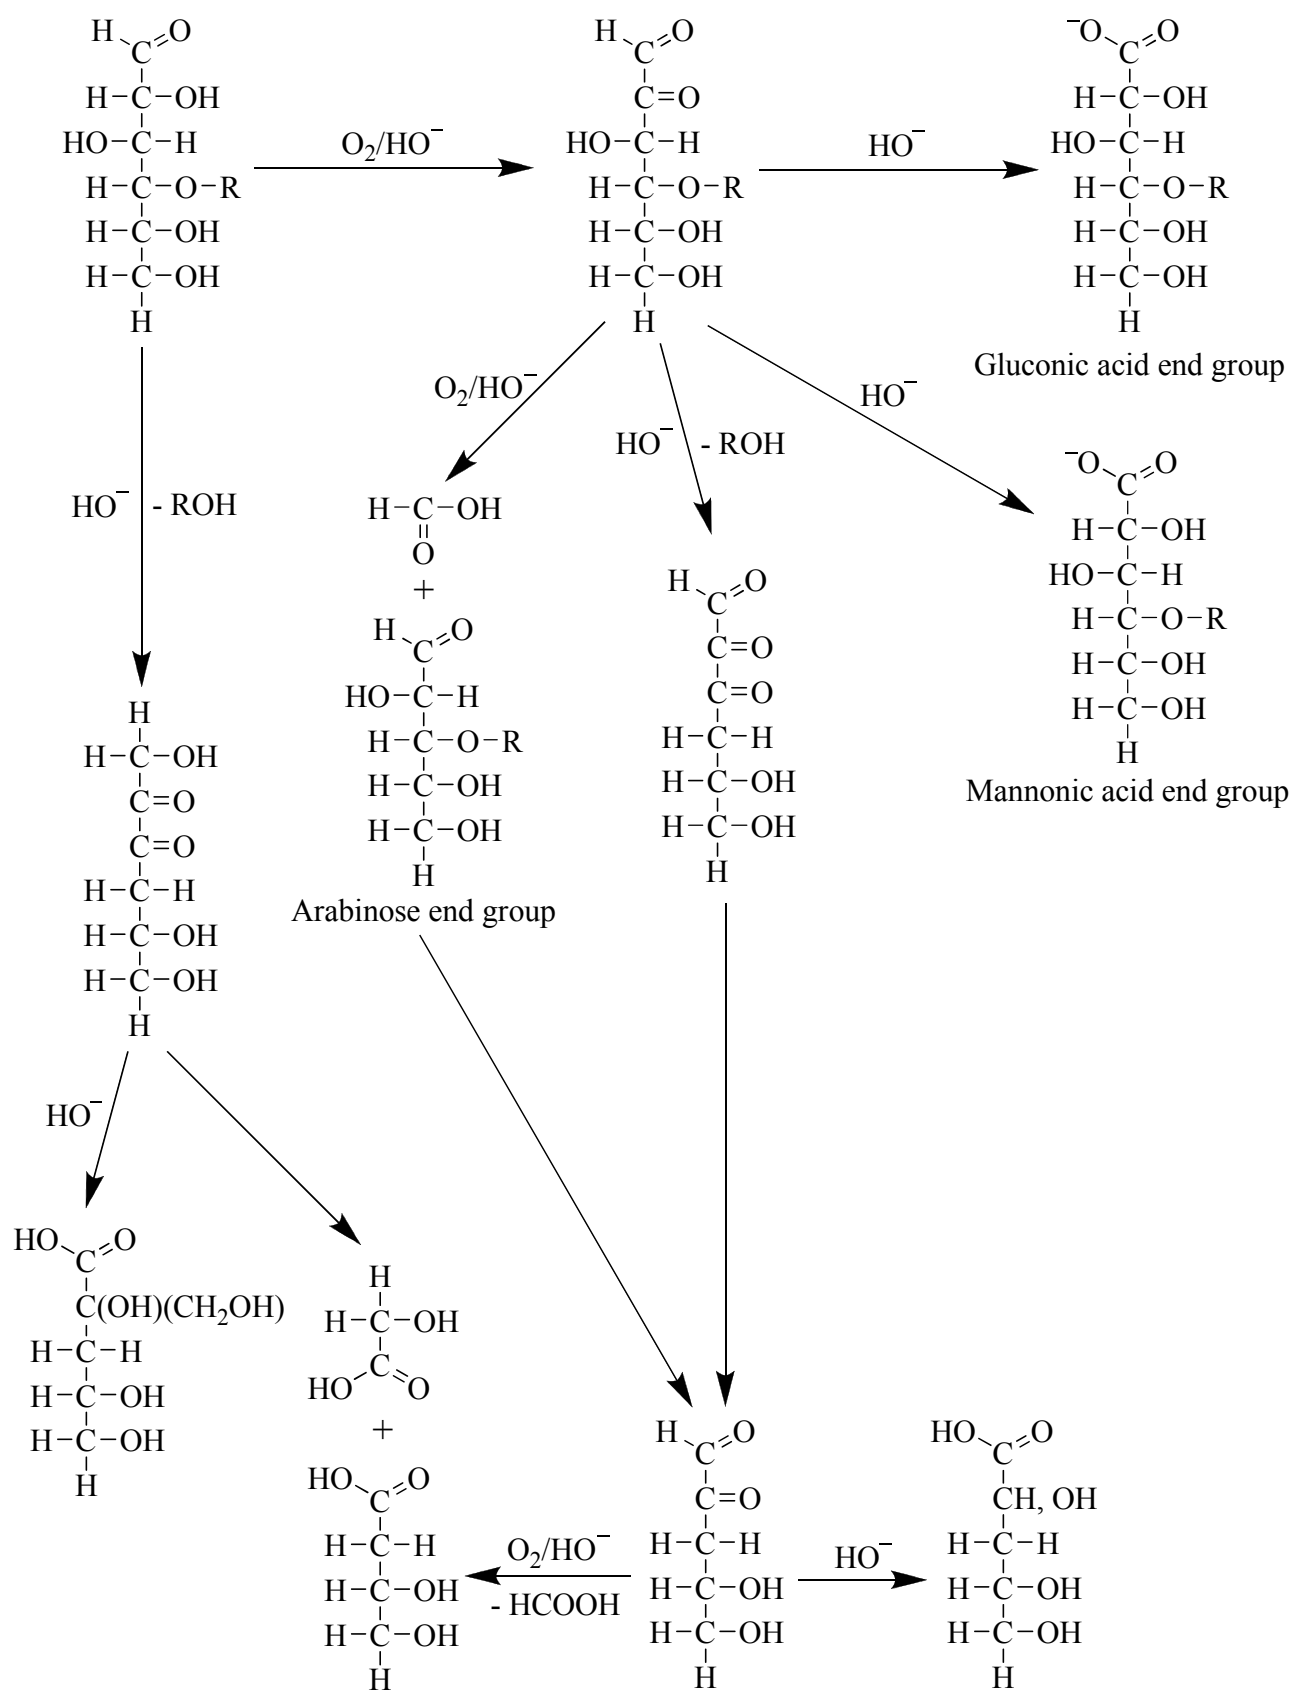 H C=O
H-C-OH
HO-C-H
H-C-O-R
H-C-OH
H-C-OH
H
O₂/HO⁻
H C=O
C=O
HO-C-H
H-C-O-R
H-C-OH
H-C-OH
H
HO⁻
⁻O C=O
H-C-OH
HO-C-H
H-C-O-R
H-C-OH
H-C-OH
H
Gluconic acid end group
HO⁻ - ROH
O₂/HO⁻
HO⁻ - ROH
HO⁻
H-C-OH
O
+
H C=O
HO-C-H
H-C-O-R
H-C-OH
H-C-OH
H
Arabinose end group
H C=O
C=O
C=O
H-C-H
H-C-OH
H-C-OH
H
⁻O C=O
H-C-OH
HO-C-H
H-C-O-R
H-C-OH
H-C-OH
H
Mannonic acid end group
H
H-C-OH
C=O
C=O
H-C-H
H-C-OH
H-C-OH
H
HO⁻
HO C=O
C(OH)(CH₂OH)
H-C-H
H-C-OH
H-C-OH
H
H
H-C-OH
HO C=O
+
HO C=O
H-C-H
H-C-OH
H-C-OH
H
O₂/HO⁻
- HCOOH
H C=O
C=O
H-C-H
H-C-OH
H-C-OH
H
HO⁻
HO C=O
CH, OH
H-C-H
H-C-OH
H-C-OH
H